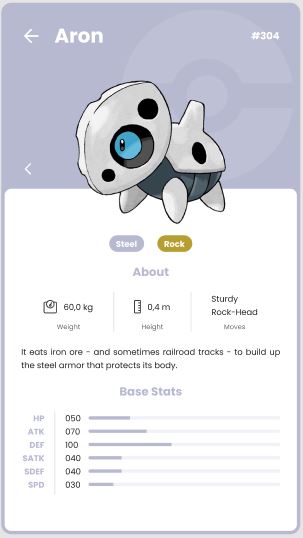 Aron
#304
Steel
Rock
About
60,0 kg
Weight
0,4 m
Height
Sturdy
Rock-Head
Moves
It eats iron ore - and sometimes railroad tracks - to build up
the steel armor that protects its body.
Base Stats
HP 050
ATK 070
DEF 100
SATK 040
SDEF 040
SPD 030